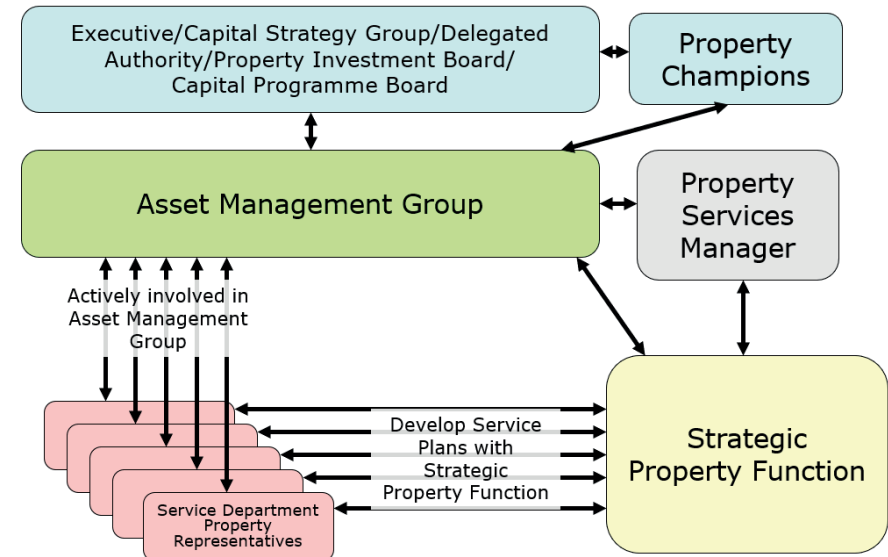 Executive/Capital Strategy Group/Delegated
Authority/Property Investment Board/
Capital Programme Board
Property
Champions
Asset Management Group
Property
Services
Manager
Actively involved in
Asset Management
Group
Develop Service
Plans with
Strategic
Property Function
Strategic
Property Function
Service Department
Property
Representatives